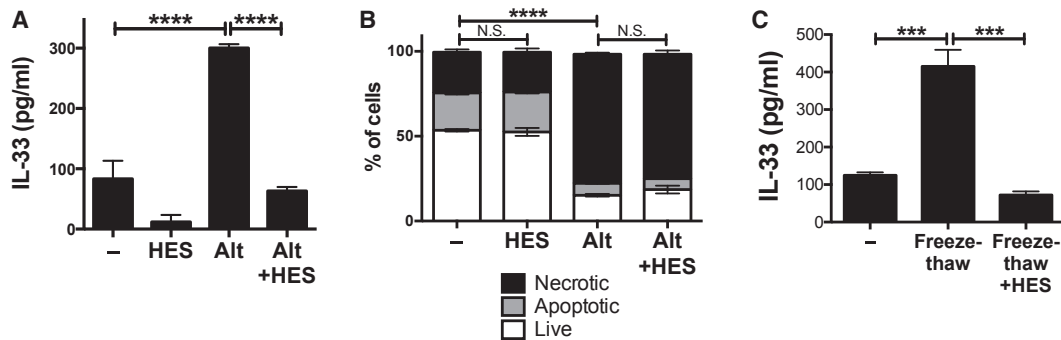 A
IL-33 (pg/ml)
300
200
100
0
****
****
–
HES
Alt
Alt
+HES
B
% of cells
100
50
0
****
N.S.
N.S.
–
HES
Alt
Alt
+HES
Necrotic
Apoptotic
Live
C
IL-33 (pg/ml)
500
400
300
200
100
0
***
***
–
Freeze-
thaw
Freeze-
thaw
+HES